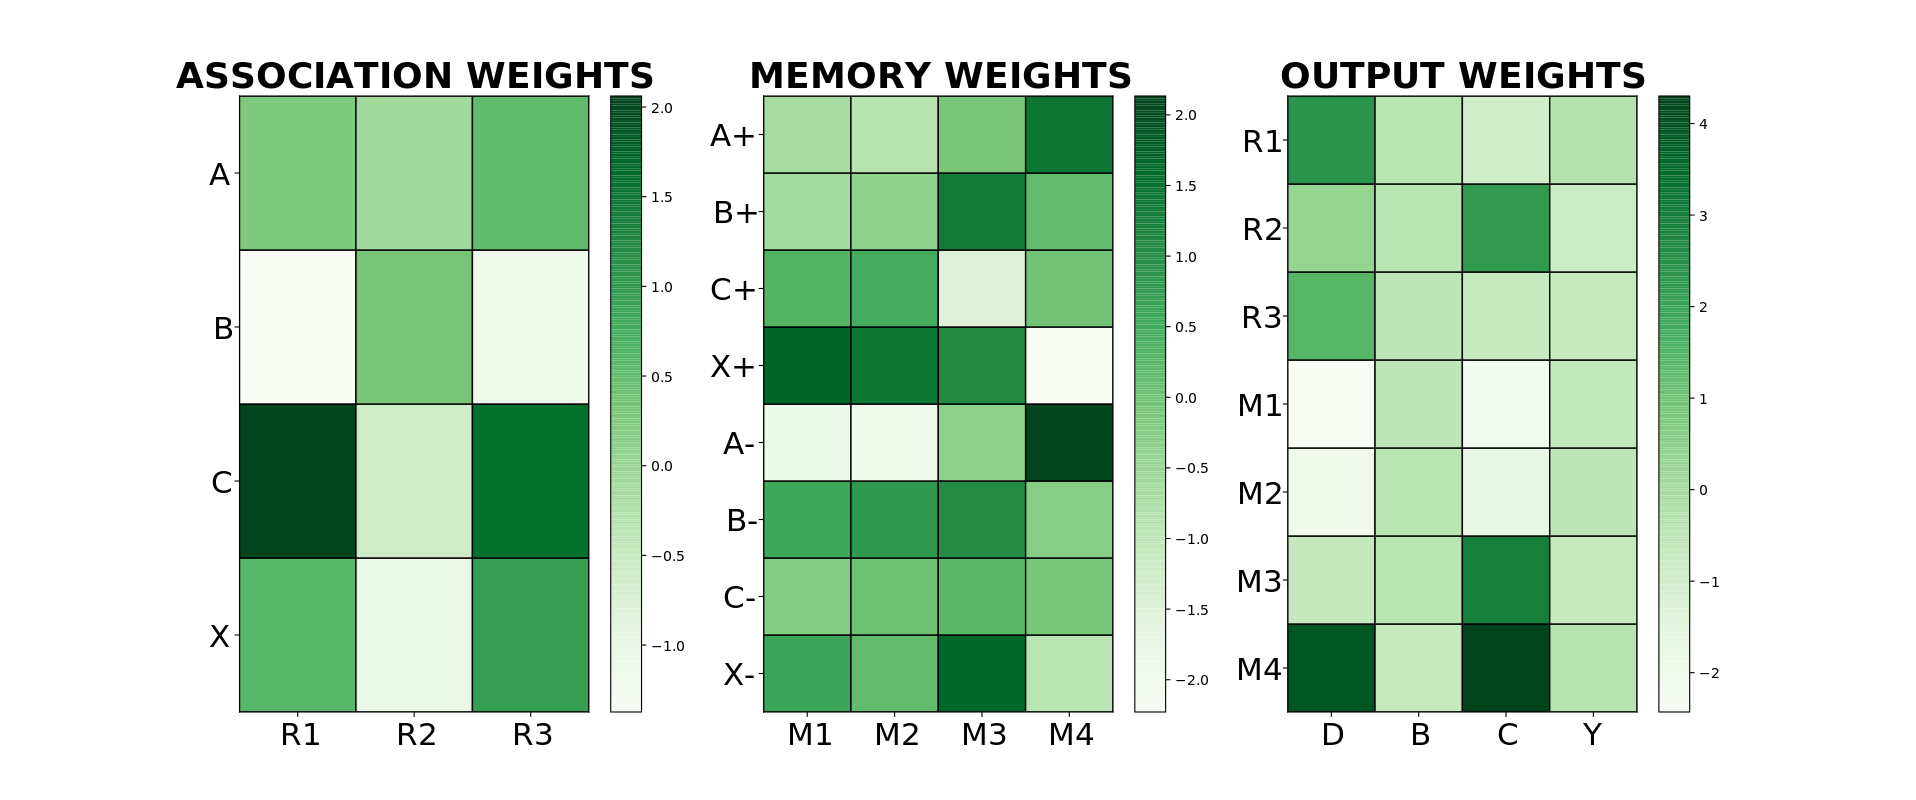 ASSOCIATION WEIGHTS
A
B
C
X
R1 R2 R3
2.0
1.5
1.0
0.5
0.0
−0.5
−1.0
MEMORY WEIGHTS
A+
B+
C+
X+
A-
B-
C-
X-
M1 M2 M3 M4
2.0
1.5
1.0
0.5
0.0
−0.5
−1.0
−1.5
−2.0
OUTPUT WEIGHTS
R1
R2
R3
M1
M2
M3
M4
D B C Y
4
3
2
1
0
−1
−2